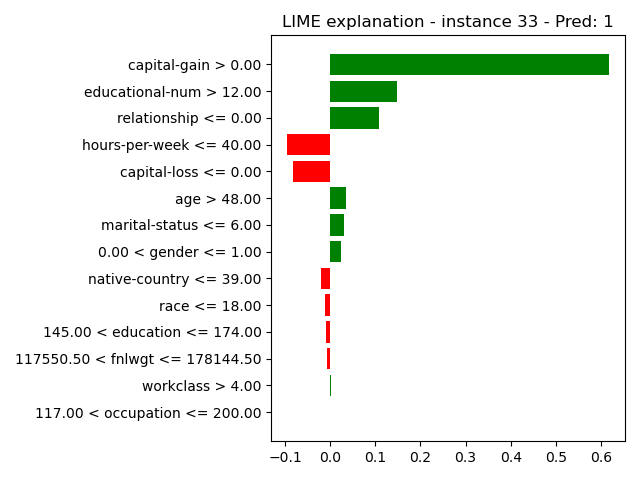 LIME explanation - instance 33 - Pred: 1
capital-gain > 0.00
educational-num > 12.00
relationship <= 0.00
hours-per-week <= 40.00
capital-loss <= 0.00
age > 48.00
marital-status <= 6.00
0.00 < gender <= 1.00
native-country <= 39.00
race <= 18.00
145.00 < education <= 174.00
117550.50 < fnlwgt <= 178144.50
workclass > 4.00
117.00 < occupation <= 200.00
−0.1 0.0 0.1 0.2 0.3 0.4 0.5 0.6